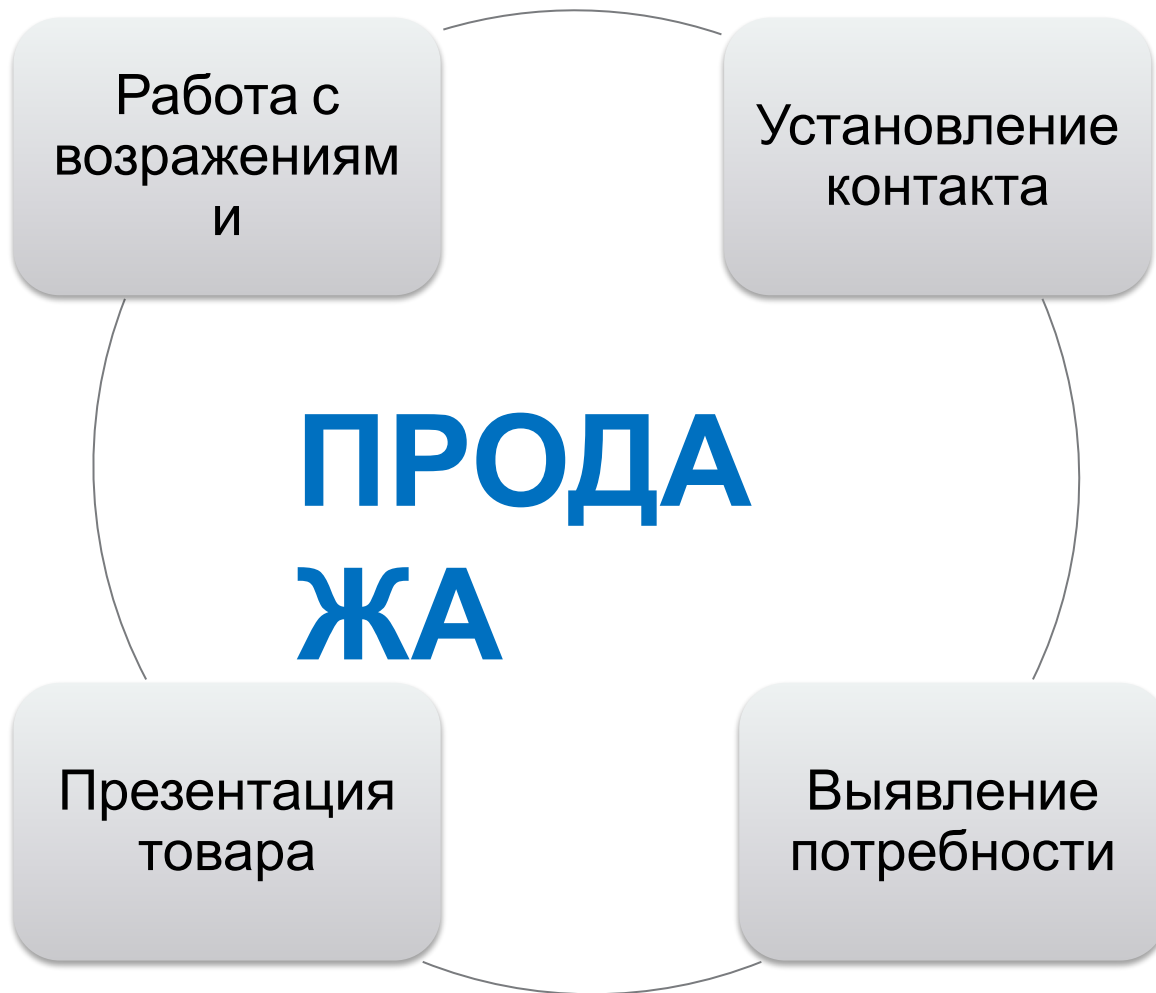 Работа с
возражениям
и
Установление
контакта
ПРОДА
ЖА
Презентация
товара
Выявление
потребности